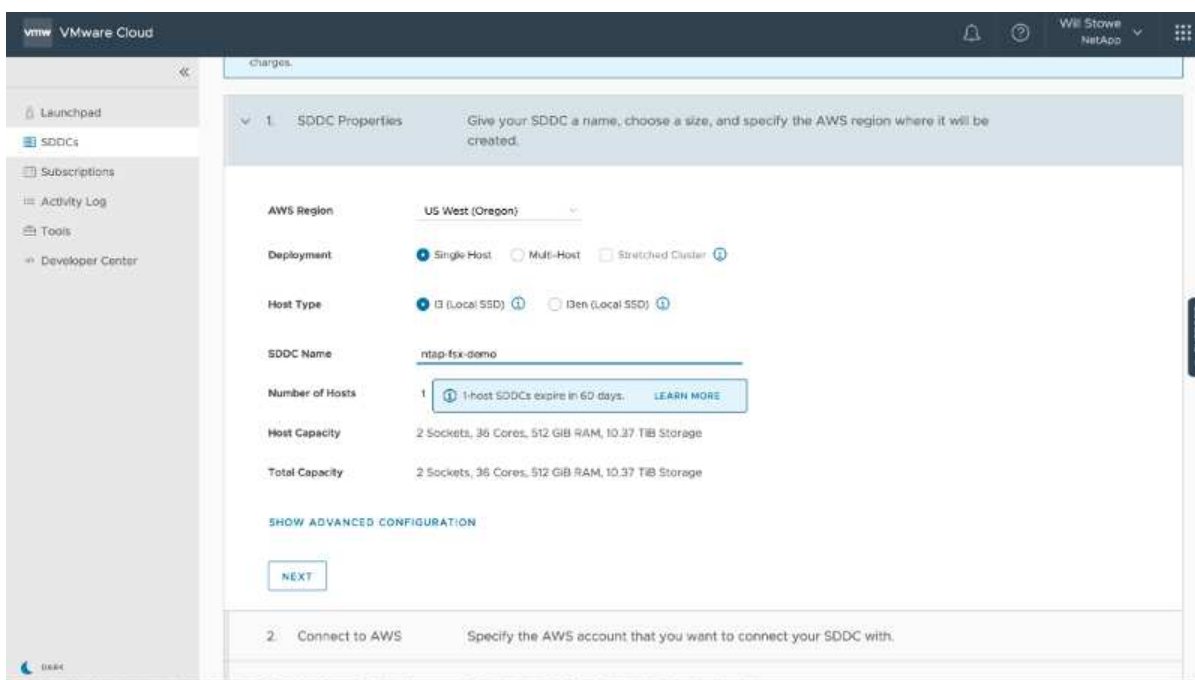 vmw VMware Cloud
Will Stowe
NetApp
charges.
Launchpad
SDDCs
Subscriptions
Activity Log
Tools
Developer Center
DARK
1. SDDC Properties
Give your SDDC a name, choose a size, and specify the AWS region where it will be
created.
AWS Region US West (Oregon)
Deployment Single Host Multi-Host Stretched Cluster
Host Type I3 (Local SSD) I3en (Local SSD)
SDDC Name ntap-fsx-demo
Number of Hosts 1 1-host SDDCs expire in 60 days. LEARN MORE
Host Capacity 2 Sockets, 36 Cores, 512 GiB RAM, 10.37 TiB Storage
Total Capacity 2 Sockets, 36 Cores, 512 GiB RAM, 10.37 TiB Storage
SHOW ADVANCED CONFIGURATION
NEXT
2. Connect to AWS Specify the AWS account that you want to connect your SDDC with.